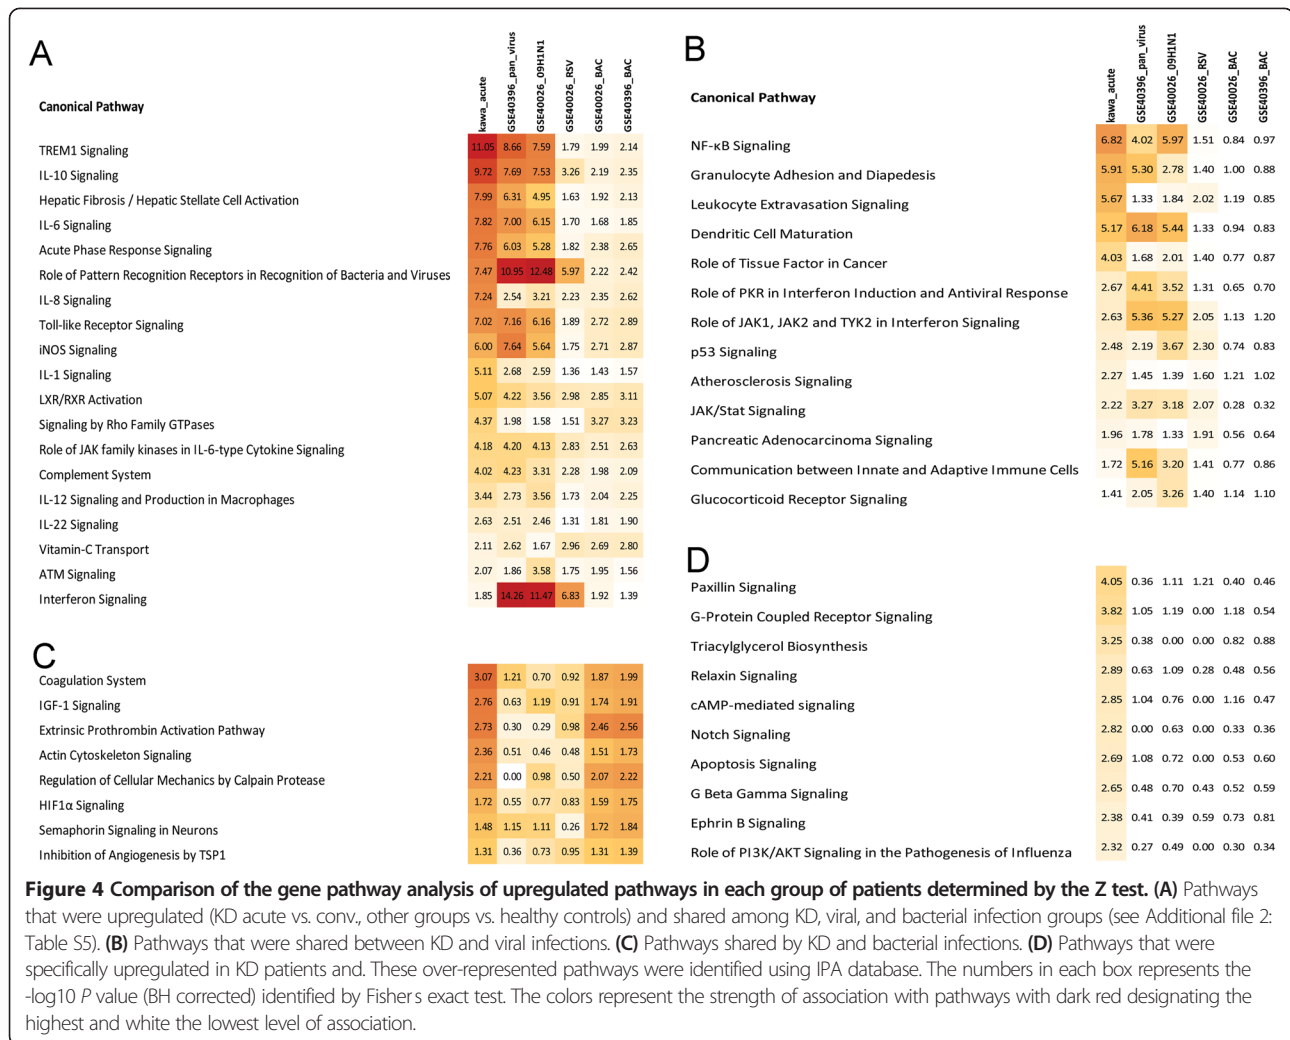 A
Canonical Pathway
kawa_acute
GSE40396_pan_virus
GSE40026_09H1N1
GSE40026_RSV
GSE40026_BAC
GSE40396_BAC
TREM1 Signaling 11.05 8.66 7.59 1.79 1.99 2.14
IL-10 Signaling 9.72 7.69 7.53 3.26 2.19 2.35
Hepatic Fibrosis / Hepatic Stellate Cell Activation 7.99 6.31 4.95 1.63 1.92 2.13
IL-6 Signaling 7.82 7.00 6.15 1.70 1.68 1.85
Acute Phase Response Signaling 7.76 6.03 5.28 1.82 2.38 2.65
Role of Pattern Recognition Receptors in Recognition of Bacteria and Viruses 7.47 10.95 12.48 5.97 2.22 2.42
IL-8 Signaling 7.24 2.54 3.21 2.23 2.35 2.62
Toll-like Receptor Signaling 7.02 7.16 6.16 1.89 2.72 2.89
iNOS Signaling 6.00 7.64 5.64 1.75 2.71 2.87
IL-1 Signaling 5.11 2.68 2.59 1.36 1.43 1.57
LXR/RXR Activation 5.07 4.22 3.56 2.98 2.85 3.11
Signaling by Rho Family GTPases 4.37 1.98 1.58 1.51 3.27 3.23
Role of JAK family kinases in IL-6-type Cytokine Signaling 4.18 4.20 4.13 2.83 2.51 2.63
Complement System 4.02 4.23 3.31 2.28 1.98 2.09
IL-12 Signaling and Production in Macrophages 3.44 2.73 3.56 1.73 2.04 2.25
IL-22 Signaling 2.63 2.51 2.46 1.31 1.81 1.90
Vitamin-C Transport 2.11 2.62 1.67 2.96 2.69 2.80
ATM Signaling 2.07 1.86 3.58 1.75 1.95 1.56
Interferon Signaling 1.85 14.26 11.47 6.83 1.92 1.39
B
Canonical Pathway
kawa_acute
GSE40396_pan_virus
GSE40026_09H1N1
GSE40026_RSV
GSE40026_BAC
GSE40396_BAC
NF-κB Signaling 6.82 4.02 5.97 1.51 0.84 0.97
Granulocyte Adhesion and Diapedesis 5.91 5.30 2.78 1.40 1.00 0.88
Leukocyte Extravasation Signaling 5.67 1.33 1.84 2.02 1.19 0.85
Dendritic Cell Maturation 5.17 6.18 5.44 1.33 0.94 0.83
Role of Tissue Factor in Cancer 4.03 1.68 2.01 1.40 0.77 0.87
Role of PKR in Interferon Induction and Antiviral Response 2.67 4.41 3.52 1.31 0.65 0.70
Role of JAK1, JAK2 and TYK2 in Interferon Signaling 2.63 5.36 5.27 2.05 1.13 1.20
p53 Signaling 2.48 2.19 3.67 2.30 0.74 0.83
Atherosclerosis Signaling 2.27 1.45 1.39 1.60 1.21 1.02
JAK/Stat Signaling 2.22 3.27 3.18 2.07 0.28 0.32
Pancreatic Adenocarcinoma Signaling 1.96 1.78 1.33 1.91 0.56 0.64
Communication between Innate and Adaptive Immune Cells 1.72 5.16 3.20 1.41 0.77 0.86
Glucocorticoid Receptor Signaling 1.41 2.05 3.26 1.40 1.14 1.10
C
Coagulation System 3.07 1.21 0.70 0.92 1.87 1.99
IGF-1 Signaling 2.76 0.63 1.19 0.91 1.74 1.91
Extrinsic Prothrombin Activation Pathway 2.73 0.30 0.29 0.98 2.46 2.56
Actin Cytoskeleton Signaling 2.36 0.51 0.46 0.48 1.51 1.73
Regulation of Cellular Mechanics by Calpain Protease 2.21 0.00 0.98 0.50 2.07 2.22
HIF1α Signaling 1.72 0.55 0.77 0.83 1.59 1.75
Semaphorin Signaling in Neurons 1.48 1.15 1.11 0.26 1.72 1.84
Inhibition of Angiogenesis by TSP1 1.31 0.36 0.73 0.95 1.31 1.39
D
Paxillin Signaling 4.05 0.36 1.11 1.21 0.40 0.46
G-Protein Coupled Receptor Signaling 3.82 1.05 1.19 0.00 1.18 0.54
Triacylglycerol Biosynthesis 3.25 0.38 0.00 0.00 0.82 0.88
Relaxin Signaling 2.89 0.63 1.09 0.28 0.48 0.56
cAMP-mediated signaling 2.85 1.04 0.76 0.00 1.16 0.47
Notch Signaling 2.82 0.00 0.63 0.00 0.33 0.36
Apoptosis Signaling 2.69 1.08 0.72 0.00 0.53 0.60
G Beta Gamma Signaling 2.65 0.48 0.70 0.43 0.52 0.59
Ephrin B Signaling 2.38 0.41 0.39 0.59 0.73 0.81
Role of PI3K/AKT Signaling in the Pathogenesis of Influenza 2.32 0.27 0.49 0.00 0.30 0.34
Figure 4 Comparison of the gene pathway analysis of upregulated pathways in each group of patients determined by the Z test. (A) Pathways
that were upregulated (KD acute vs. conv., other groups vs. healthy controls) and shared among KD, viral, and bacterial infection groups (see Additional file 2:
Table S5). (B) Pathways that were shared between KD and viral infections. (C) Pathways shared by KD and bacterial infections. (D) Pathways that were
specifically upregulated in KD patients and. These over-represented pathways were identified using IPA database. The numbers in each box represents the
-log10 P value (BH corrected) identified by Fisher s exact test. The colors represent the strength of association with pathways with dark red designating the
highest and white the lowest level of association.